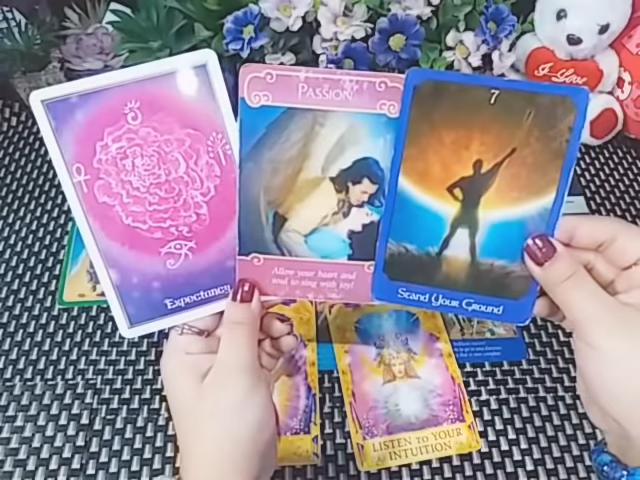 I Love
PASSION
7
Allow your heart and
soul to sing with joy!
Expectancy
Stand Your Ground
LISTEN TO YOUR
INTUITION